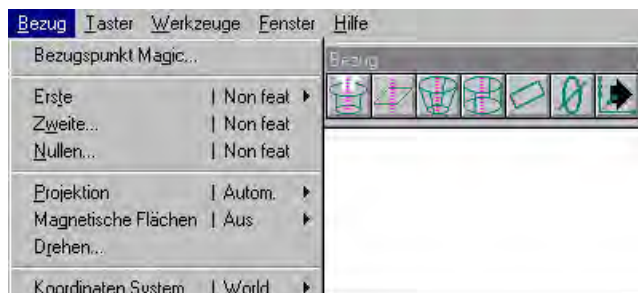 Bezug Taster Werkzeuge Fenster Hilfe
Bezugspunkt Magic...
Bezug
Erste | Non feat
Zweite... | Non feat
Nullen... | Non feat
Projektion | Autom.
Magnetische Flächen | Aus
Drehen...
Koordinaten System | World